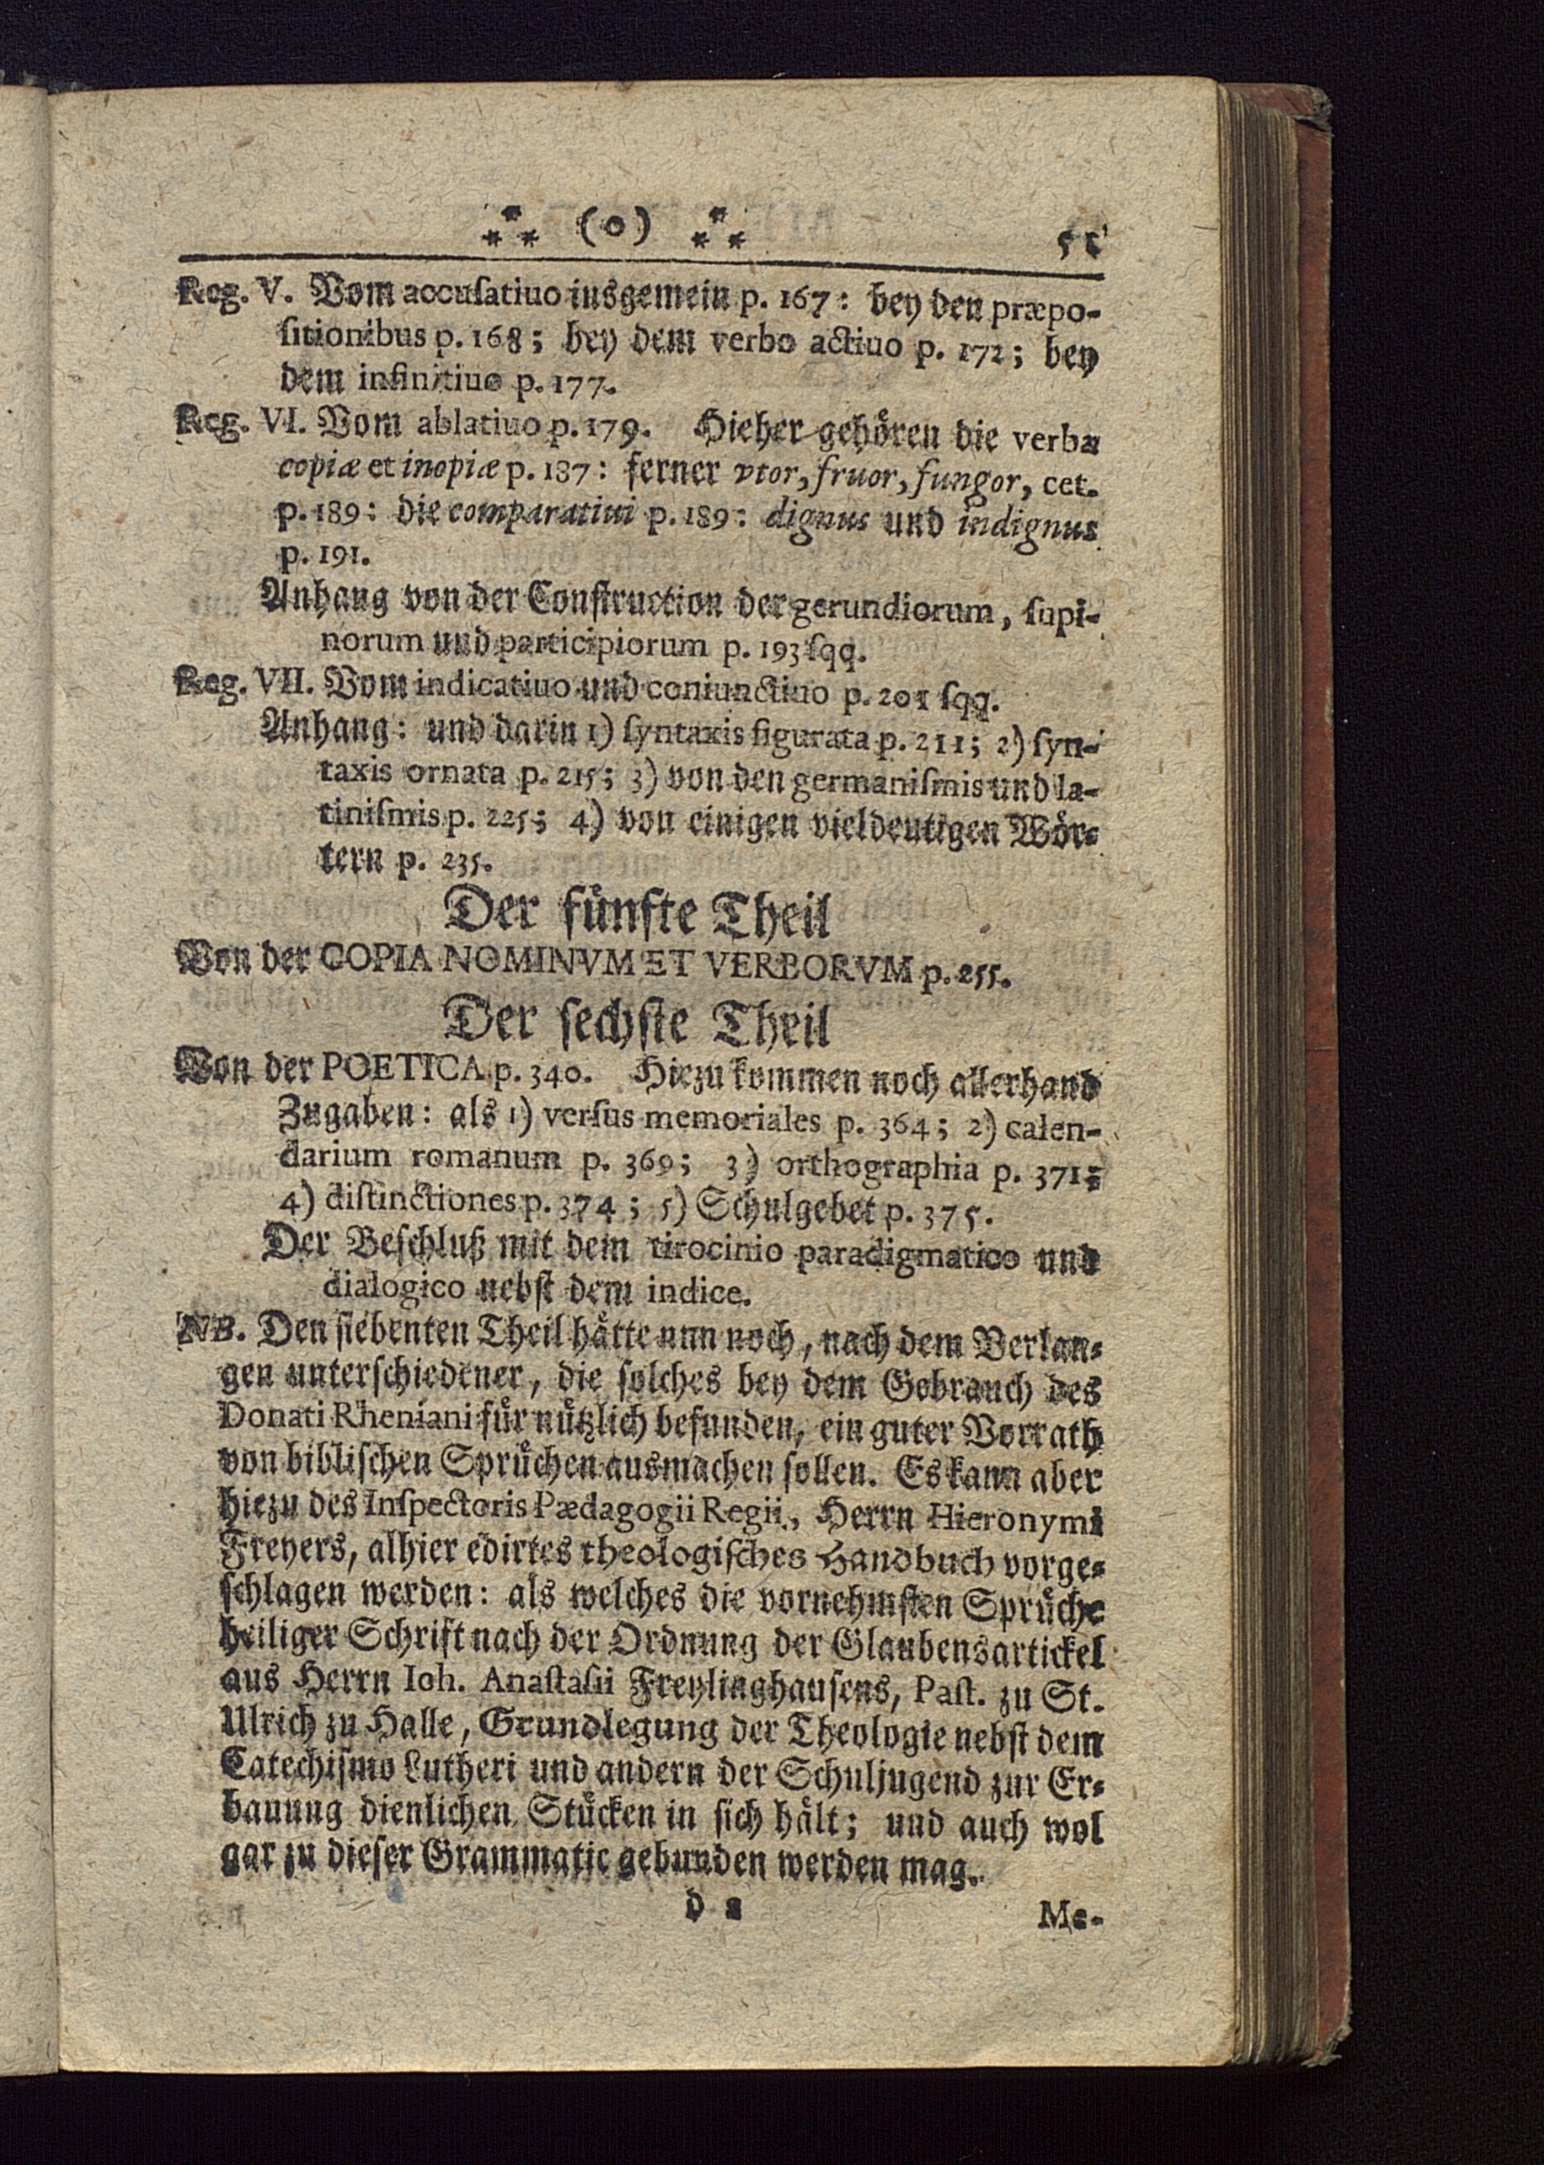 ⁂ (o) ⁂ 51
Reg. V. Vom accuſatiuo insgemein p. 167: bey den præpo-
ſitionibus p. 168; bey dem verbo actiuo p. 172; bey
dem infinitiuo p. 177.
Reg. VI. Vom ablatiuo p. 179. Hieher gehören die verba
copiæ et inopiæ p. 187: ferner vtor, fruor, fungor, cet.
p. 189: die comparatiui p. 189: dignus und indignus
p. 191.
Anhang von der Conſtruction der gerundiorum, ſupi-
norum und participiorum p. 193 ſqq.
Reg. VII. Vom indicatiuo und coniunctiuo p. 201 ſqq.
Anhang: und darin 1) ſyntaxis figurata p. 211; 2) ſyn-
taxis ornata p. 215; 3) von den germaniſmis und la-
tiniſmis p. 225; 4) von einigen vieldeutigen Wör-
tern p. 235.
Der fünfte Theil
Von der COPIA NOMINVM ET VERBORVM p. 255.
Der ſechſte Theil
Von der POETICA p. 340. Hiezu kommen noch allerhand
Zugaben: als 1) verſus memoriales p. 364; 2) calen-
darium romanum p. 369; 3) orthographia p. 371;
4) diſtinctiones p. 374; 5) Schulgebet p. 375.
Der Beſchluß mit dem tirocinio paradigmatico und
dialogico nebſt dem indice.
NB. Den ſiebenten Theil hätte nun noch, nach dem Verlan-
gen unterſchiedener, die ſolches bey dem Gebrauch des
Donati Rheniani für nützlich befunden, ein guter Vorrath
von bibliſchen Sprüchen ausmachen ſollen. Es kann aber
hiezu des Inſpectoris Pædagogii Regii, Herrn Hieronymi
Freyers, alhier edirtes theologiſches Handbuch vorge-
ſchlagen werden: als welches die vornehmſten Sprüche
heiliger Schrift nach der Ordnung der Glaubensartickel
aus Herrn Ioh. Anaſtaſii Freylinghauſens, Paſt. zu St.
Ulrich zu Halle, Grundlegung der Theologie nebſt dem
Catechiſmo Lutheri und andern der Schuljugend zur Er-
bauung dienlichen Stücken in ſich hält; und auch wol
gar zu dieſer Grammatic gebunden werden mag.
d 2 Me-